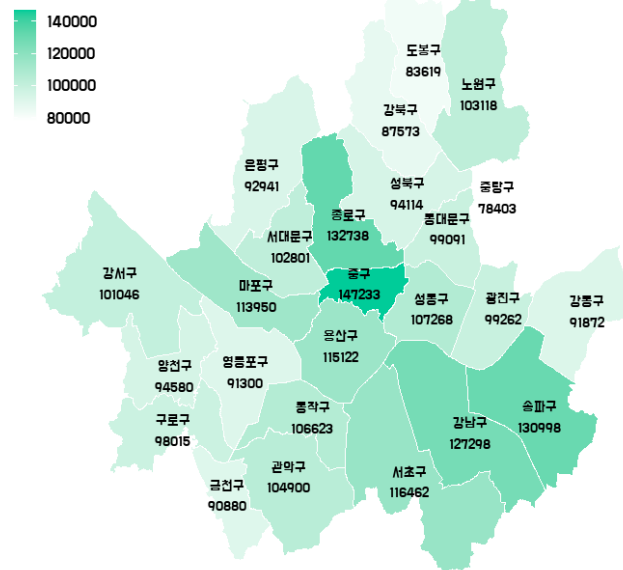 140000
120000
100000
80000
도봉구
83619
노원구
103118
강북구
87573
은평구
92941
성북구
94114
중랑구
78403
종로구
132738
동대문구
99091
서대문구
102801
강서구
101046
마포구
113950
중구
147233
성동구
107268
광진구
99262
강동구
91872
용산구
115122
양천구
94580
영등포구
91300
동작구
106623
송파구
130998
강남구
127298
구로구
98015
관악구
104900
서초구
116462
금천구
90880